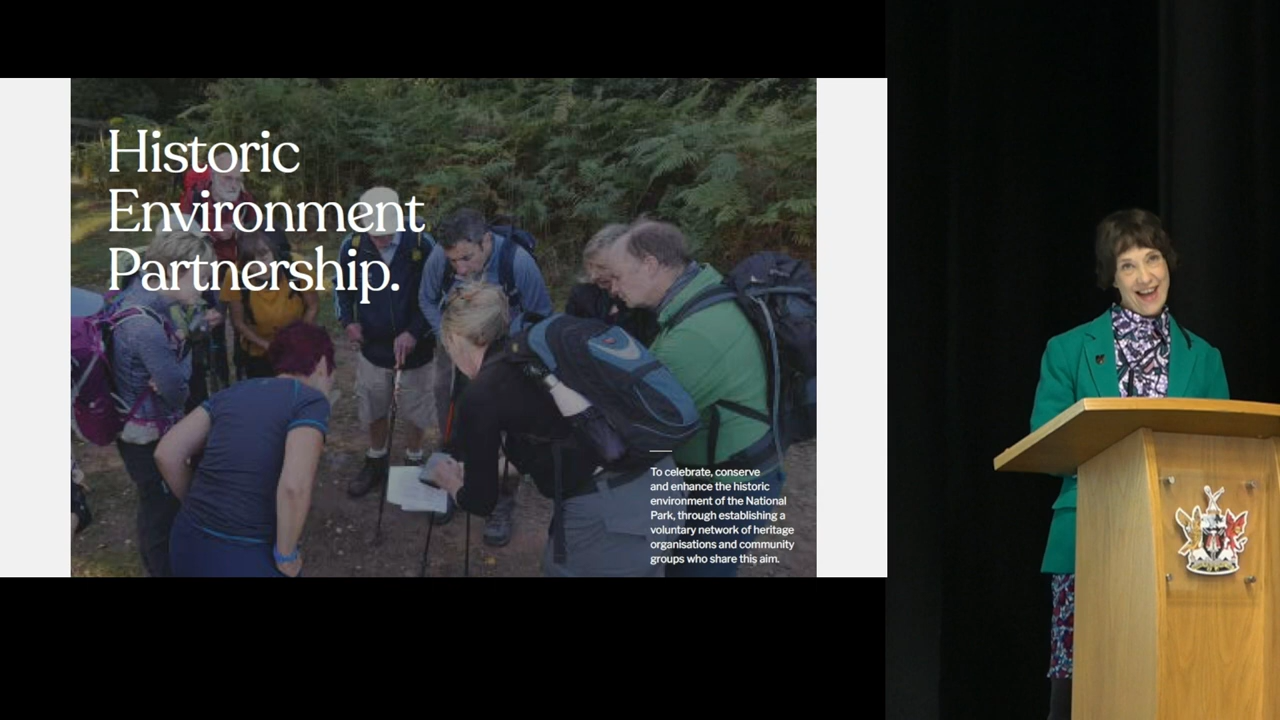 Historic
Environment
Partnership.
To celebrate, conserve
and enhance the historic
environment of the National
Park, through establishing a
voluntary network of heritage
organisations and community
groups who share this aim.